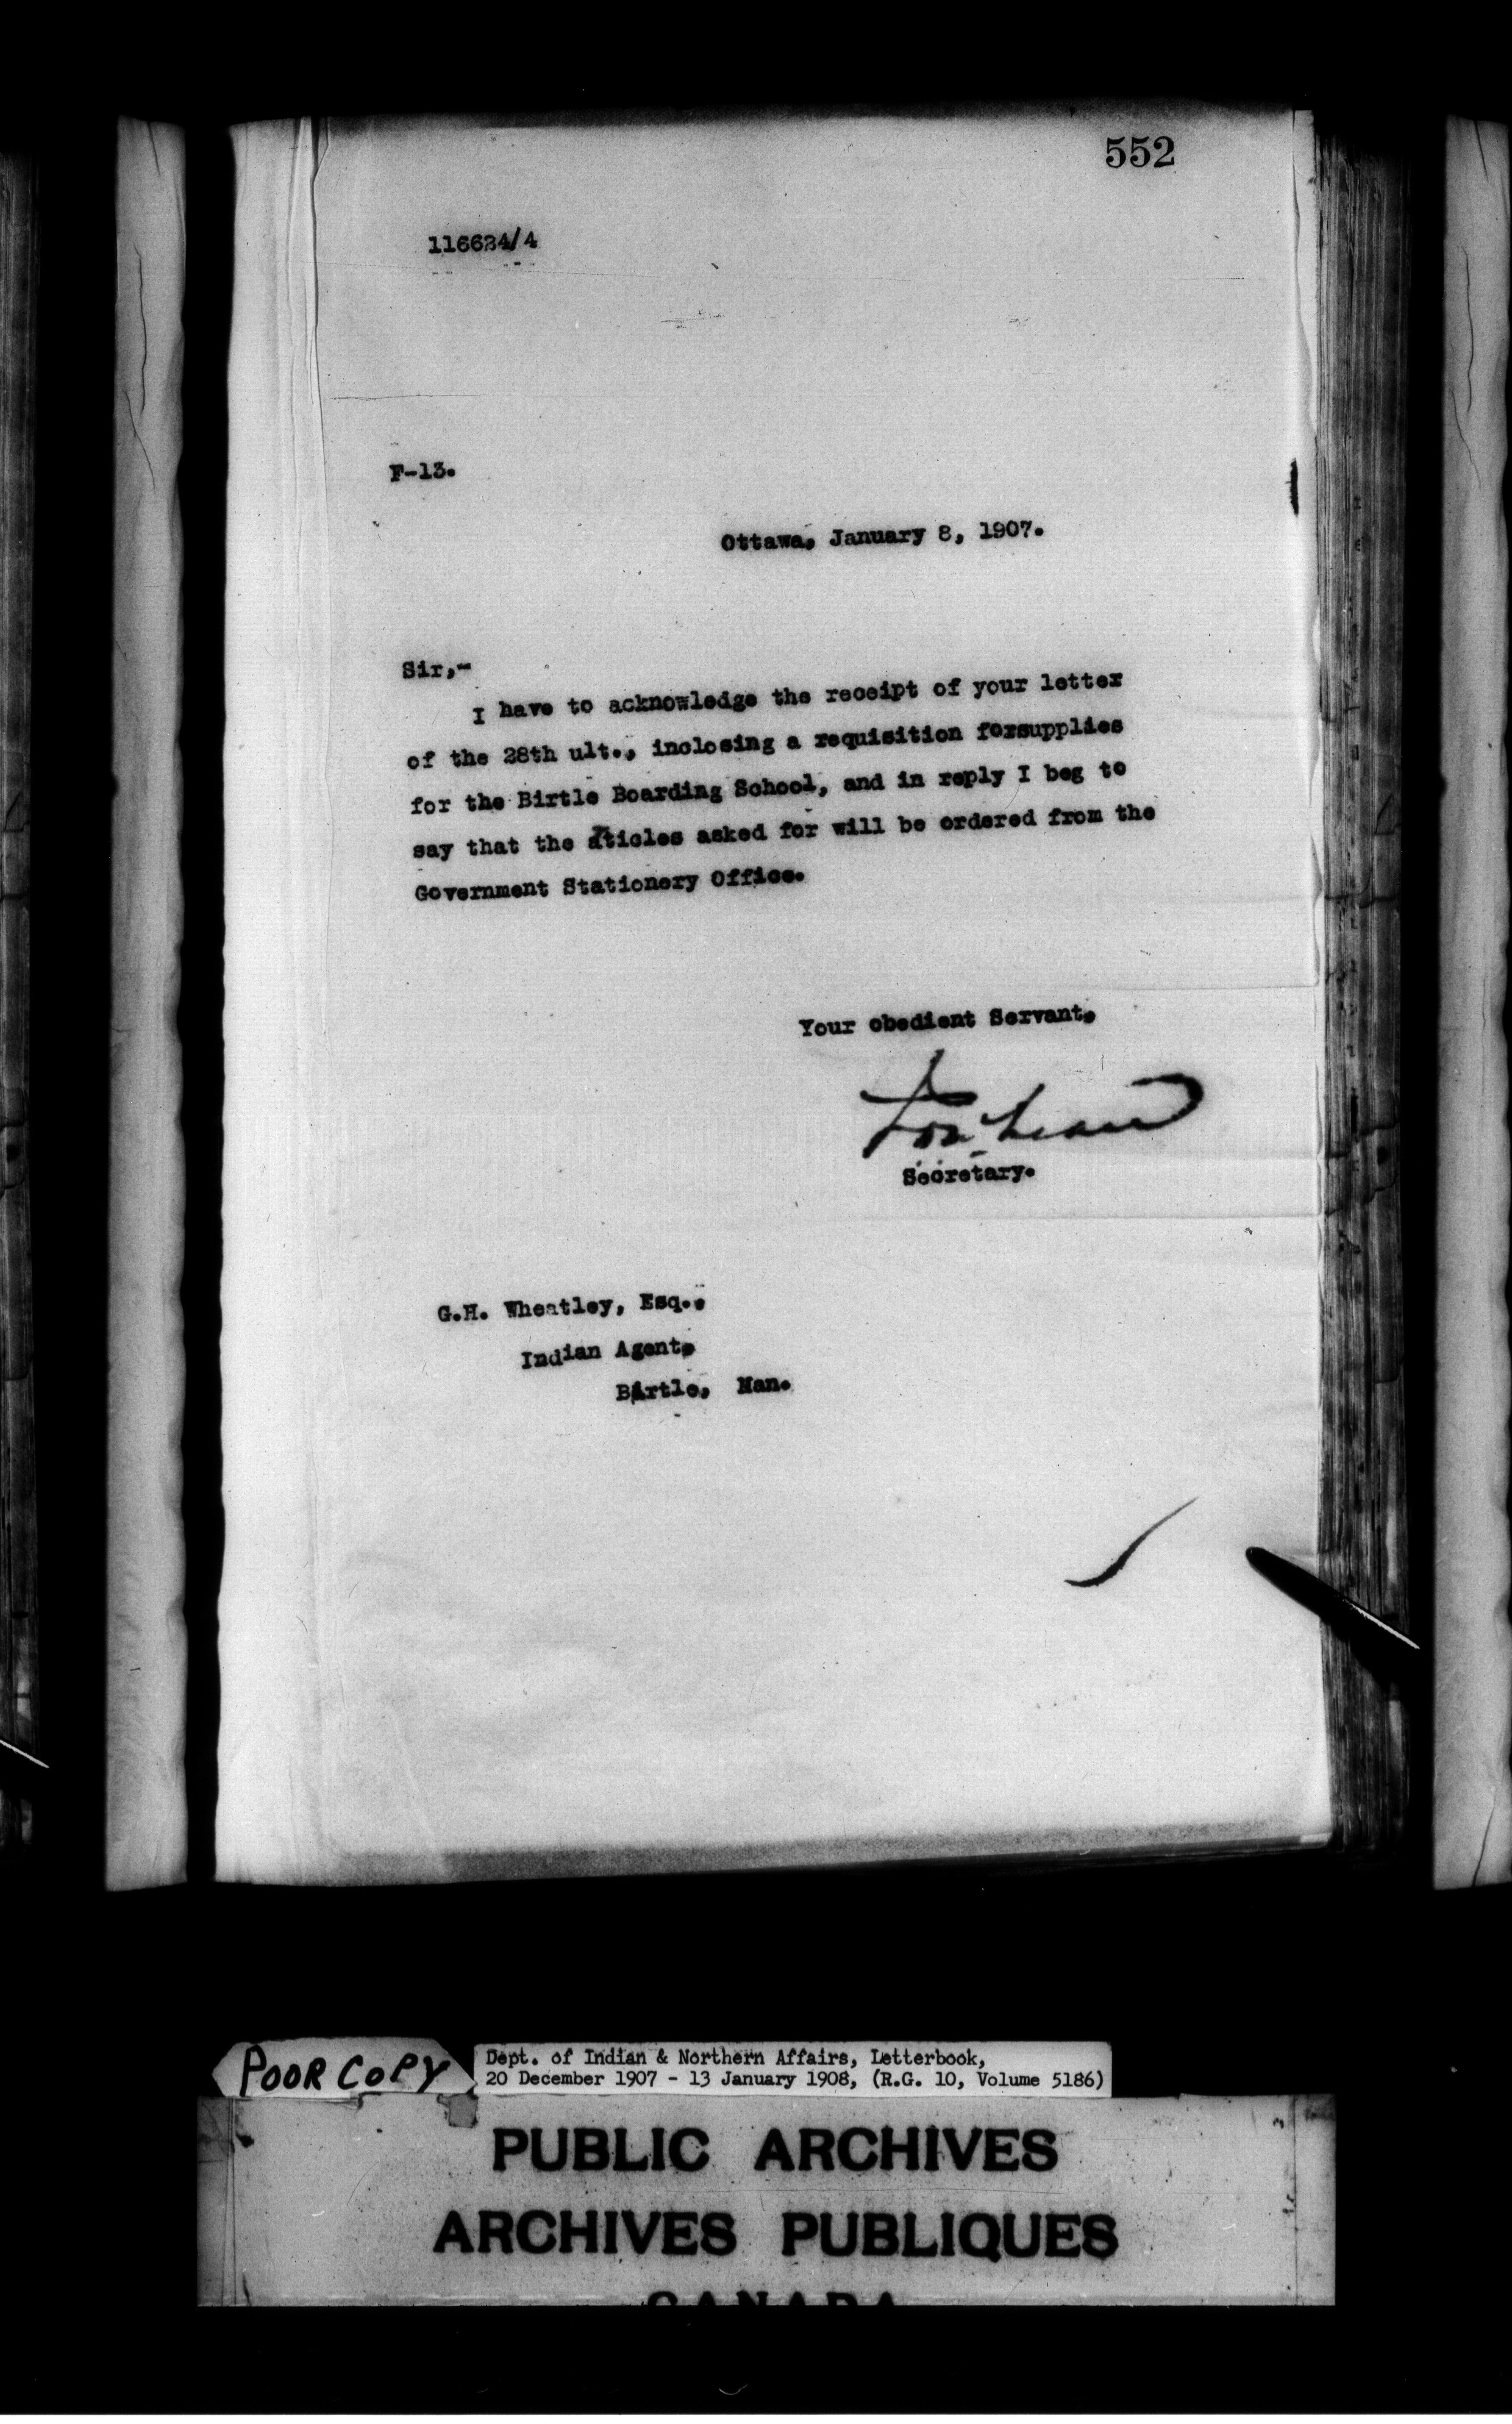 552
116624/4
F-13.
Ottawa, January 8, 1907.
Sir,-
I have to acknowledge the receipt of your letter
of the 28th ult., inclosing a requisition forsupplies
for the Birtle Boarding School, and in reply I beg to
say that the articles asked for will be ordered from the
Government Stationery Office.
Your obedient Servant,
Secretary.
G.H. Wheatley, Esq.,
Indian Agent,
Birtle, Man.
POOR COPY
Dept. of Indian & Northern Affairs, Letterbook,
20 December 1907 - 13 January 1908, (R.G. 10, Volume 5186)
PUBLIC ARCHIVES
ARCHIVES PUBLIQUES
CANADA